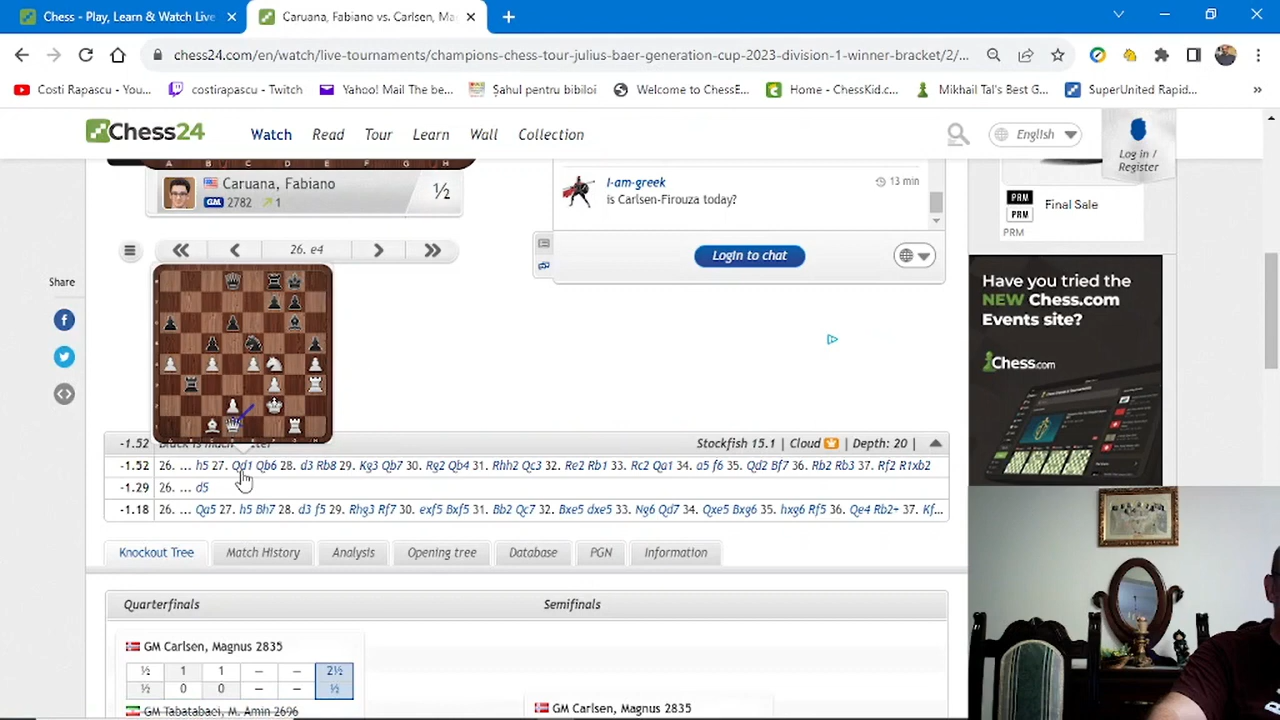 Chess - Play, Learn & Watch Live
Caruana, Fabiano vs. Carlsen, Ma
chess24.com/en/watch/live-tournaments/champions-chess-tour-julius-baer-generation-cup-2023-division-1-winner-bracket/2/...
Costi Rapascu - You...
costirapascu - Twitch
Yahoo! Mail The be...
Șahul pentru bibiloi
Welcome to ChessE...
Home - ChessKid.c...
Mikhail Tal's Best G...
SuperUnited Rapid...
»
Chess24
Watch Read Tour Learn Wall Collection
English
Log in /
Register
A B C D E F G H
Caruana, Fabiano
GM 2782 1
½
I-am-greek
13 min
is Carlsen-Firouza today?
PRM
PRM
Final Sale
PRM
26. e4
Login to chat
Share
Have you tried the
NEW Chess.com
Events site?
Chess.com
-1.52
Stockfish 15.1 | Cloud | Depth: 20
-1.52 26. ... h5 27. Qd1 Qb6 28. d3 Rb8 29. Kg3 Qb7 30. Rg2 Qb4 31. Rhh2 Qc3 32. Re2 Rb1 33. Rc2 Qa1 34. a5 f6 35. Qd2 Bf7 36. Rb2 Rb3 37. Rf2 R1xb2
-1.29 26. ... d5
-1.18 26. ... Qa5 27. h5 Bh7 28. d3 f5 29. Rhg3 Rf7 30. exf5 Bxf5 31. Bb2 Qc7 32. Bxe5 dxe5 33. Ng6 Qd7 34. Qxe5 Bxg6 35. hxg6 Rf5 36. Qe4 Rb2+ 37. Kf...
Knockout Tree Match History Analysis Opening tree Database PGN Information
Quarterfinals Semifinals
GM Carlsen, Magnus 2835
½ 1 1 – – 2½
½ 0 0 – – ½
GM Tabatabaei, M. Amin 2696
GM Carlsen, Magnus 2835